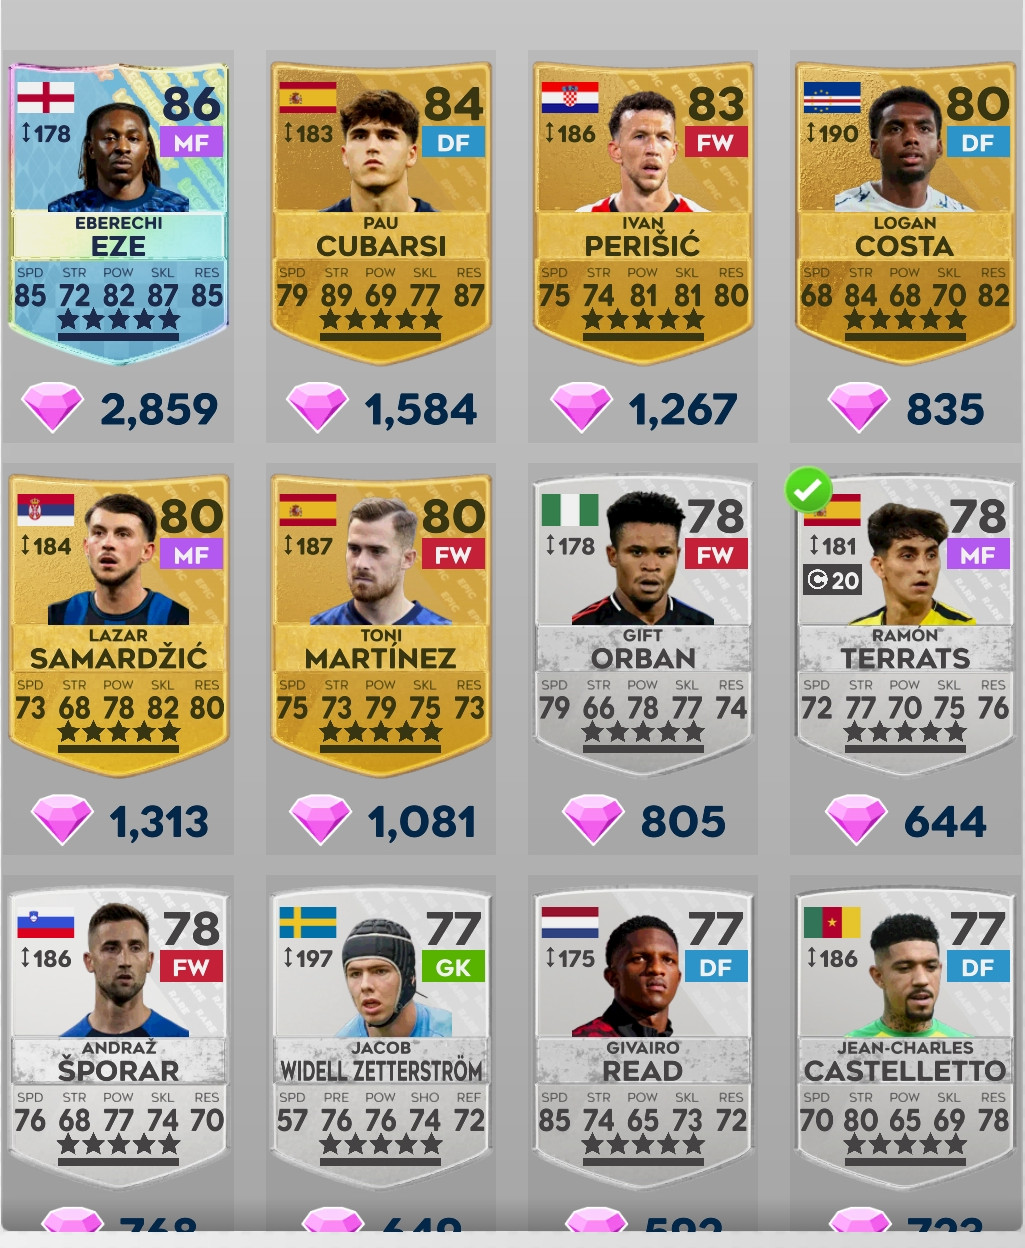 86
178
MF
EBERECHI
EZE
SPD STR POW SKL RES
85 72 82 87 85
2,859
84
183
DF
PAU
CUBARSI
SPD STR POW SKL RES
79 89 69 77 87
1,584
83
186
FW
IVAN
PERIŠIĆ
SPD STR POW SKL RES
75 74 81 81 80
1,267
80
190
DF
LOGAN
COSTA
SPD STR POW SKL RES
68 84 68 70 82
835
80
184
MF
LAZAR
SAMARDŽIĆ
SPD STR POW SKL RES
73 68 78 82 80
1,313
80
187
FW
TONI
MARTÍNEZ
SPD STR POW SKL RES
75 73 79 75 73
1,081
78
178
FW
GIFT
ORBAN
SPD STR POW SKL RES
79 66 78 77 74
805
78
181
MF
20
RAMÓN
TERRATS
SPD STR POW SKL RES
72 77 70 75 76
644
78
186
FW
ANDRAŽ
ŠPORAR
SPD STR POW SKL RES
76 68 77 74 70
768
77
197
GK
JACOB
WIDELL ZETTERSTRÖM
SPD PRE POW SHO REF
57 76 76 74 72
649
77
175
DF
GIVAIRO
READ
SPD STR POW SKL RES
85 74 65 73 72
77
186
DF
JEAN-CHARLES
CASTELLETTO
SPD STR POW SKL RES
70 80 65 69 78